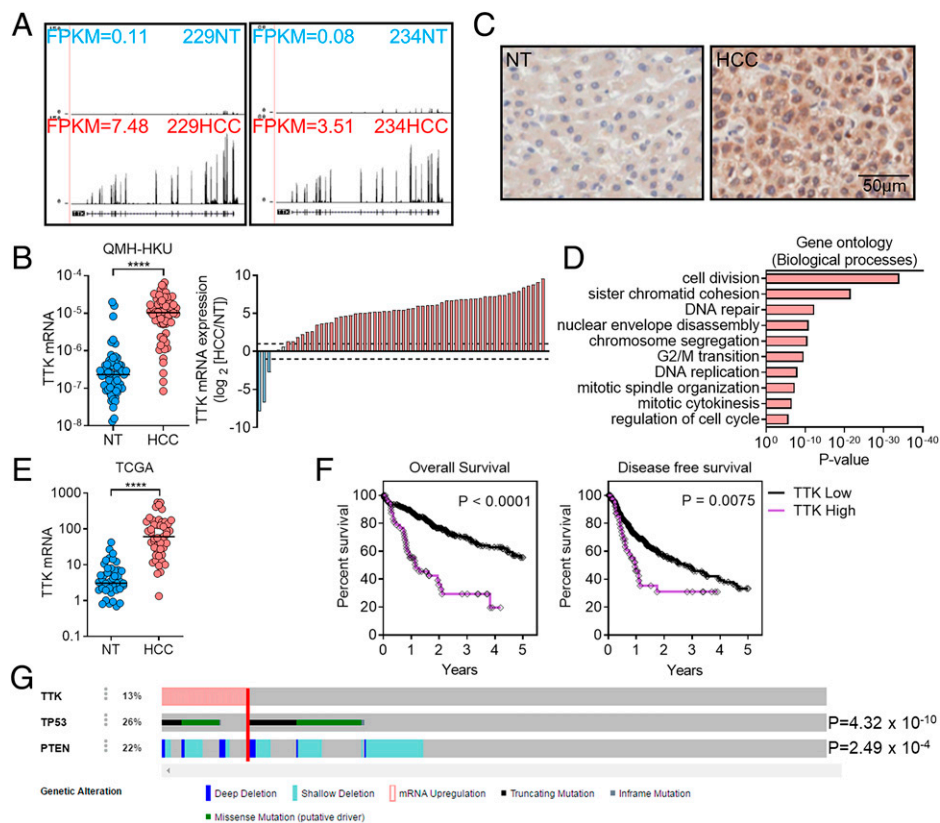 A
FPKM=0.11 229NT
FPKM=7.48 229HCC
TTK
FPKM=0.08 234NT
FPKM=3.51 234HCC
TTK
C
NT
HCC
50μm
B
QMH-HKU
****
TTK mRNA
10-4
10-5
10-6
10-7
10-8
NT HCC
TTK mRNA expression
(log 2 [HCC/NT])
10
5
0
-5
-10
D
Gene ontology
(Biological processes)
cell division
sister chromatid cohesion
DNA repair
nuclear envelope disassembly
chromosome segregation
G2/M transition
DNA replication
mitotic spindle organization
mitotic cytokinesis
regulation of cell cycle
100 10-10 10-20 10-30 10-40
P-value
E
TCGA
****
TTK mRNA
1000
100
10
1
0.1
NT HCC
F
Overall Survival
P < 0.0001
Percent survival
100
80
60
40
20
0
0 1 2 3 4 5
Years
Disease free survival
P = 0.0075
Percent survival
100
80
60
40
20
0
0 1 2 3 4 5
Years
TTK Low
TTK High
G
TTK 13%
TP53 26% P=4.32 x 10-10
PTEN 22% P=2.49 x 10-4
Genetic Alteration Deep Deletion Shallow Deletion mRNA Upregulation Truncating Mutation Inframe Mutation
Missense Mutation (putative driver)